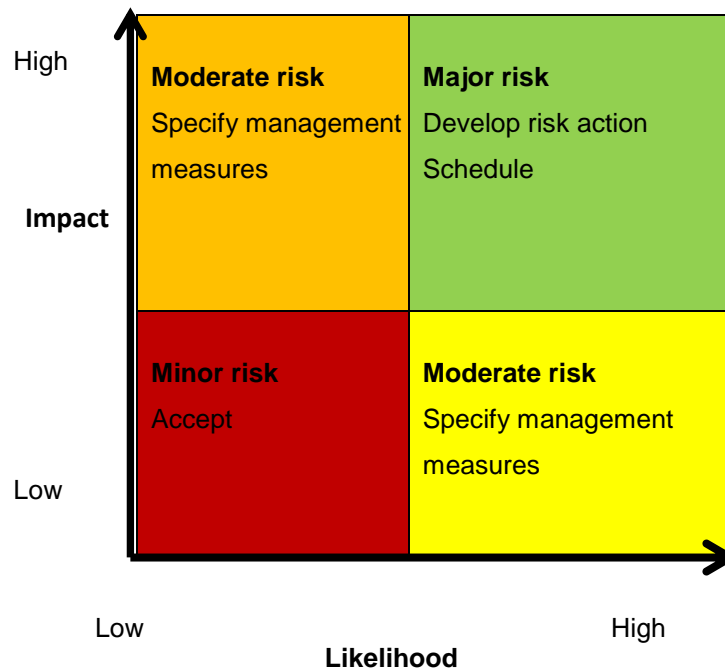 High
Moderate risk
Specify management
measures
Major risk
Develop risk action
Schedule
Impact
Minor risk
Accept
Moderate risk
Specify management
measures
Low
Low
High
Likelihood